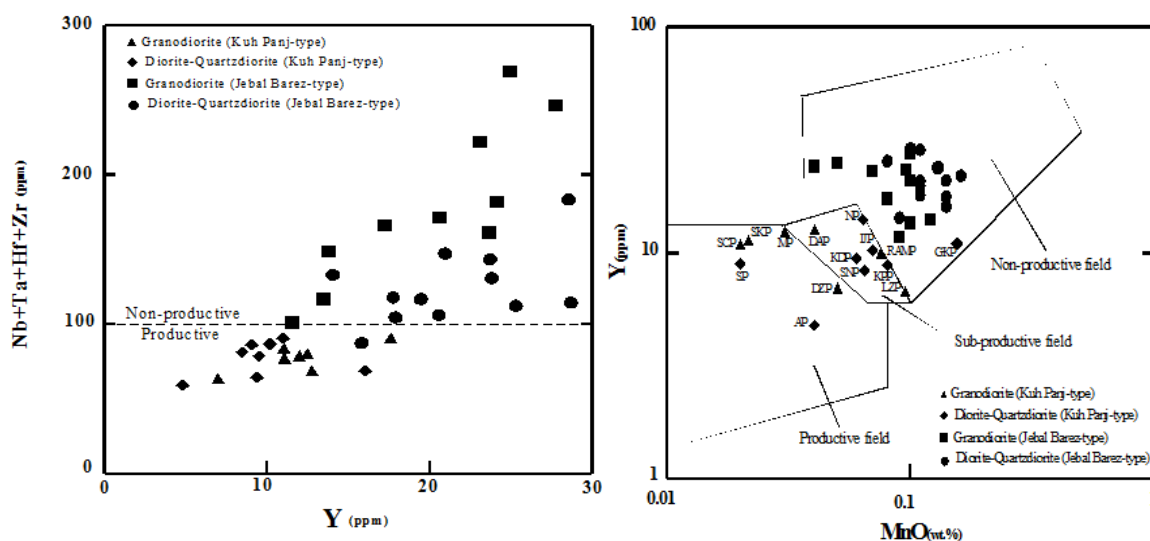 300
Granodiorite (Kuh Panj-type)
Diorite-Quartzdiorite (Kuh Panj-type)
Granodiorite (Jebal Barez-type)
Diorite-Quartzdiorite (Jebal Barez-type)
200
100
0
Non-productive
Productive
Nb+Ta+Hf+Zr (ppm)
0
10
20
30
Y (ppm)
100
10
1
Y(ppm)
SCP
SKP
MP
DAP
NP
IJP
RAMP
GKP
SP
KDP
SNP
KPP
DZP
LZP
AP
Non-productive field
Sub-productive field
Productive field
Granodiorite (Kuh Panj-type)
Diorite-Quartzdiorite (Kuh Panj-type)
Granodiorite (Jebal Barez-type)
Diorite-Quartzdiorite (Jebal Barez-type)
0.01
0.1
MnO(wt.%)